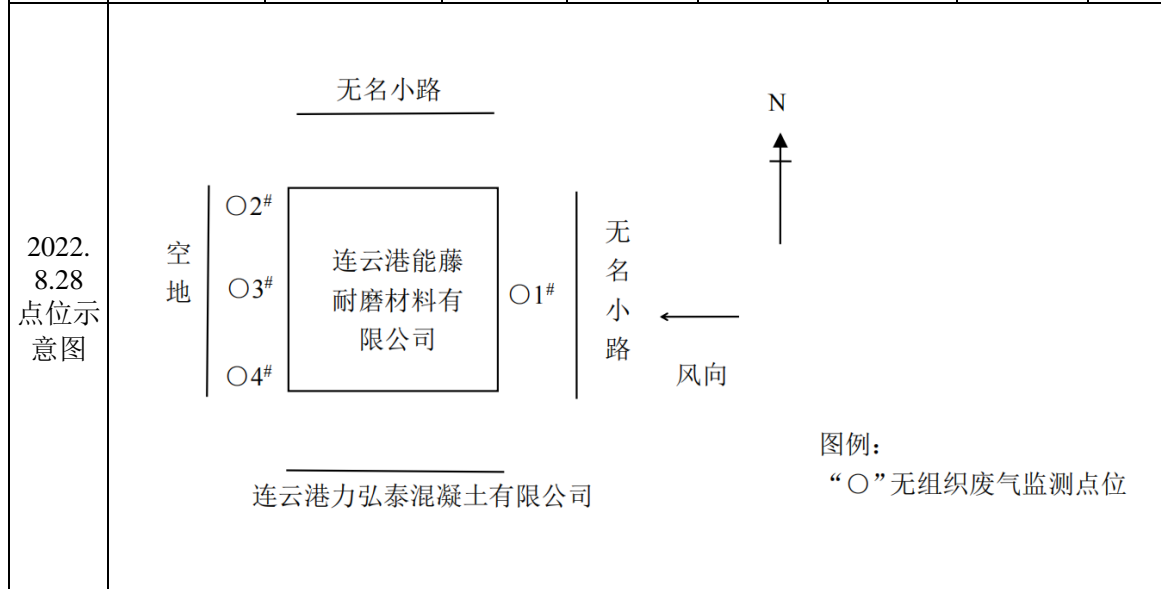 2022.
8.28
点位示
意图
无名小路
N
空
地
○2#
○3#
○4#
连云港能藤
耐磨材料有
限公司
○1#
无
名
小
路
风向
连云港力弘泰混凝土有限公司
图例：
“○”无组织废气监测点位